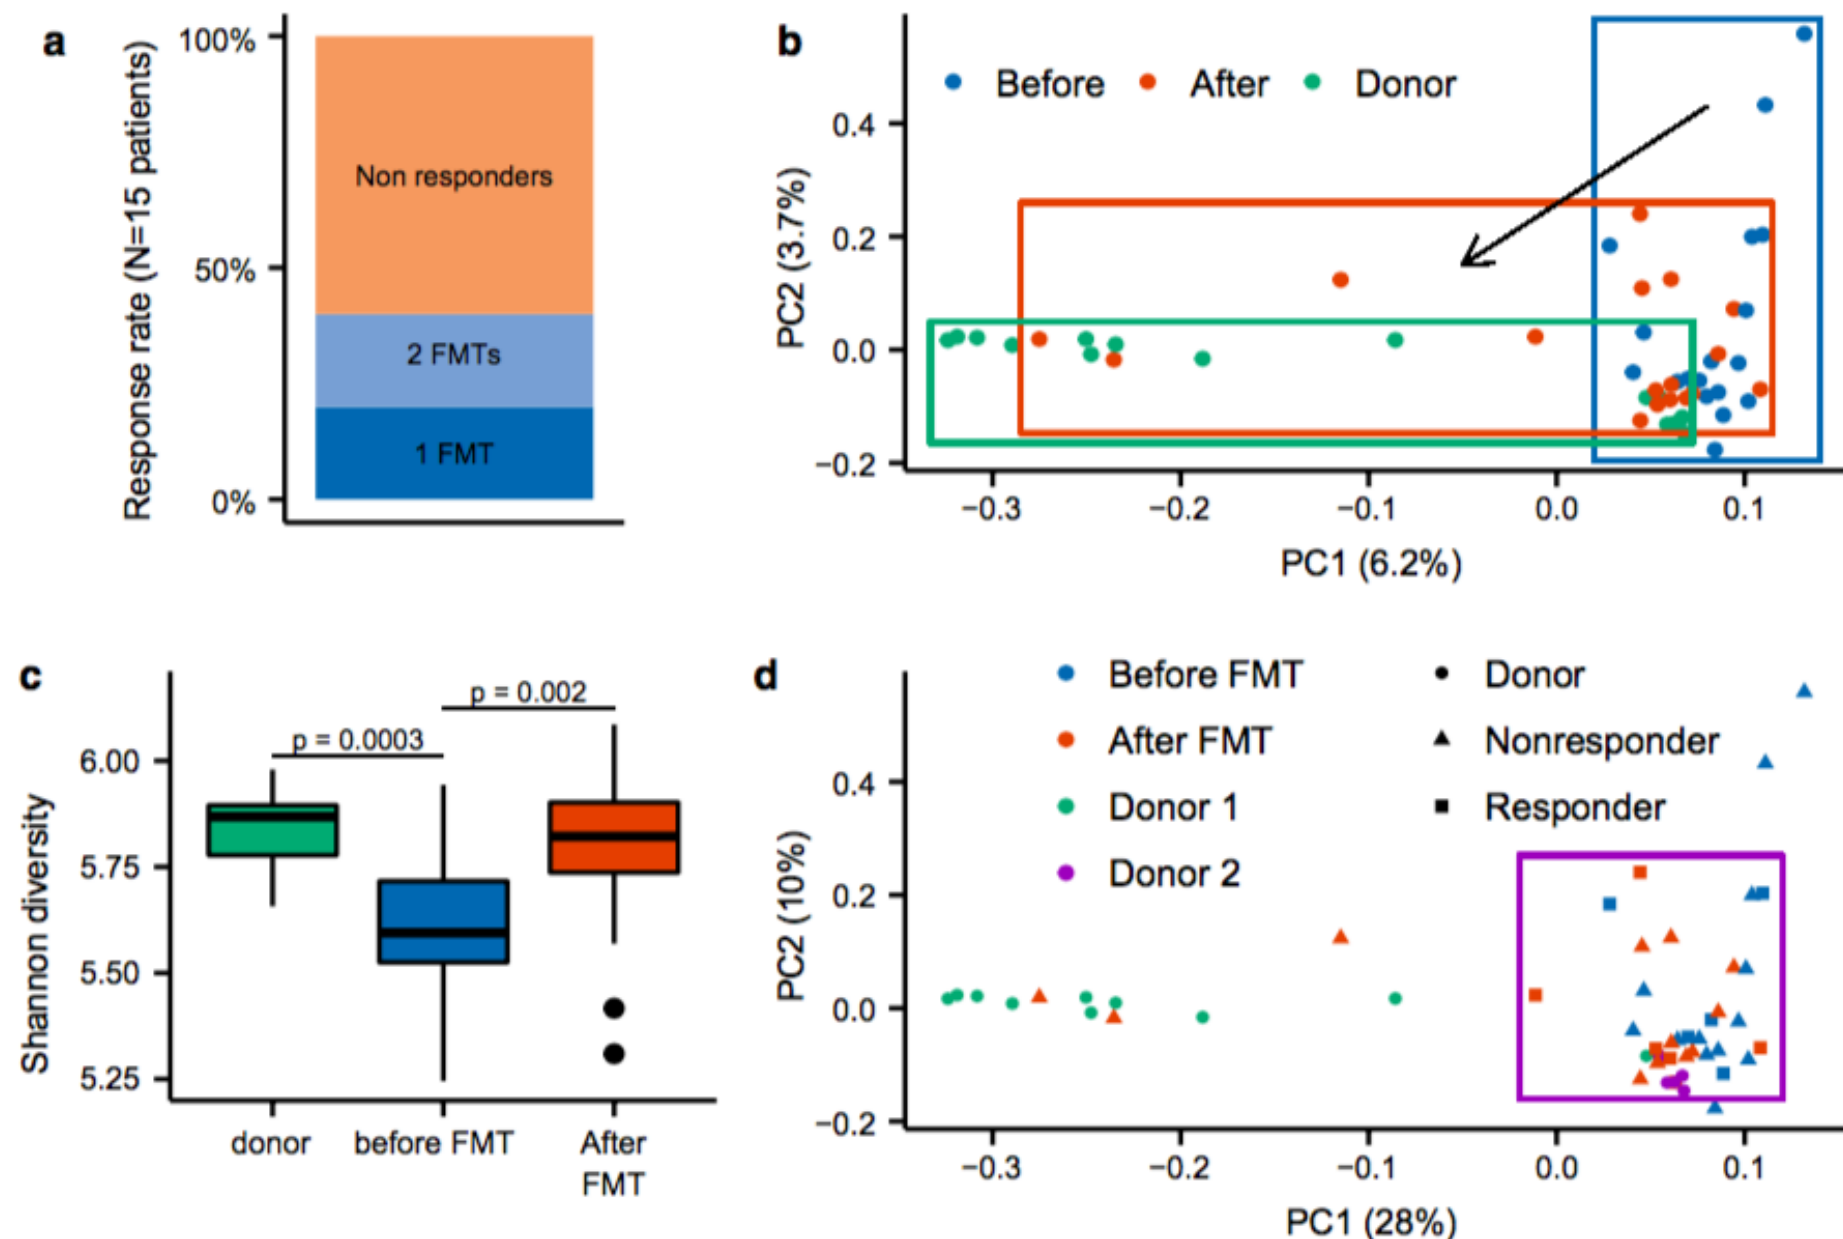 a
Response rate (N=15 patients)
100%
50%
0%
Non responders
2 FMTs
1 FMT
b
Before After Donor
PC2 (3.7%)
0.4
0.2
0.0
−0.2
−0.3 −0.2 −0.1 0.0 0.1
PC1 (6.2%)
c
Shannon diversity
6.00
5.75
5.50
5.25
p = 0.002
p = 0.0003
donor before FMT After
FMT
d
Before FMT Donor
After FMT Nonresponder
Donor 1 Responder
Donor 2
PC2 (10%)
0.4
0.2
0.0
−0.2
−0.3 −0.2 −0.1 0.0 0.1
PC1 (28%)